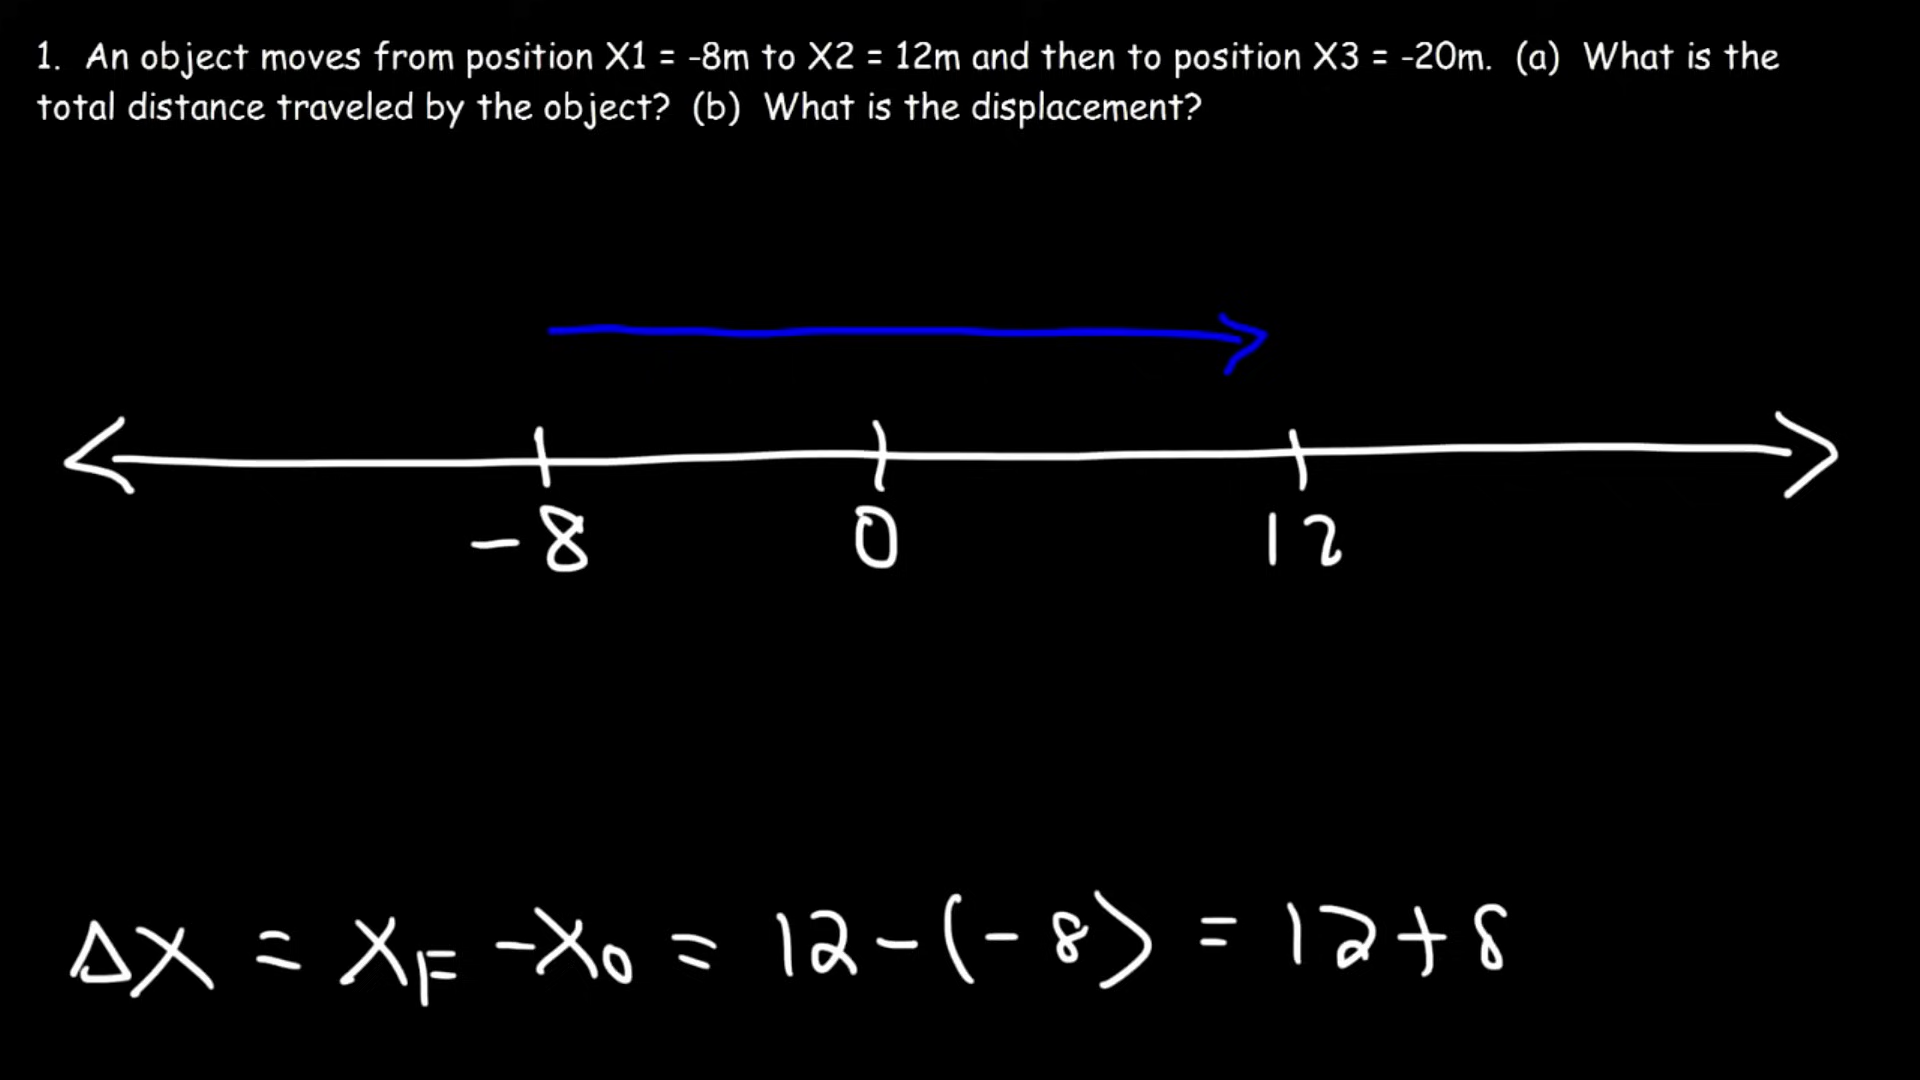 1. An object moves from position X1 = -8m to X2 = 12m and then to position X3 = -20m. (a) What is the
total distance traveled by the object? (b) What is the displacement?
-8 0 12
ΔX = XF - X0 = 12 - (-8) = 12 + 8